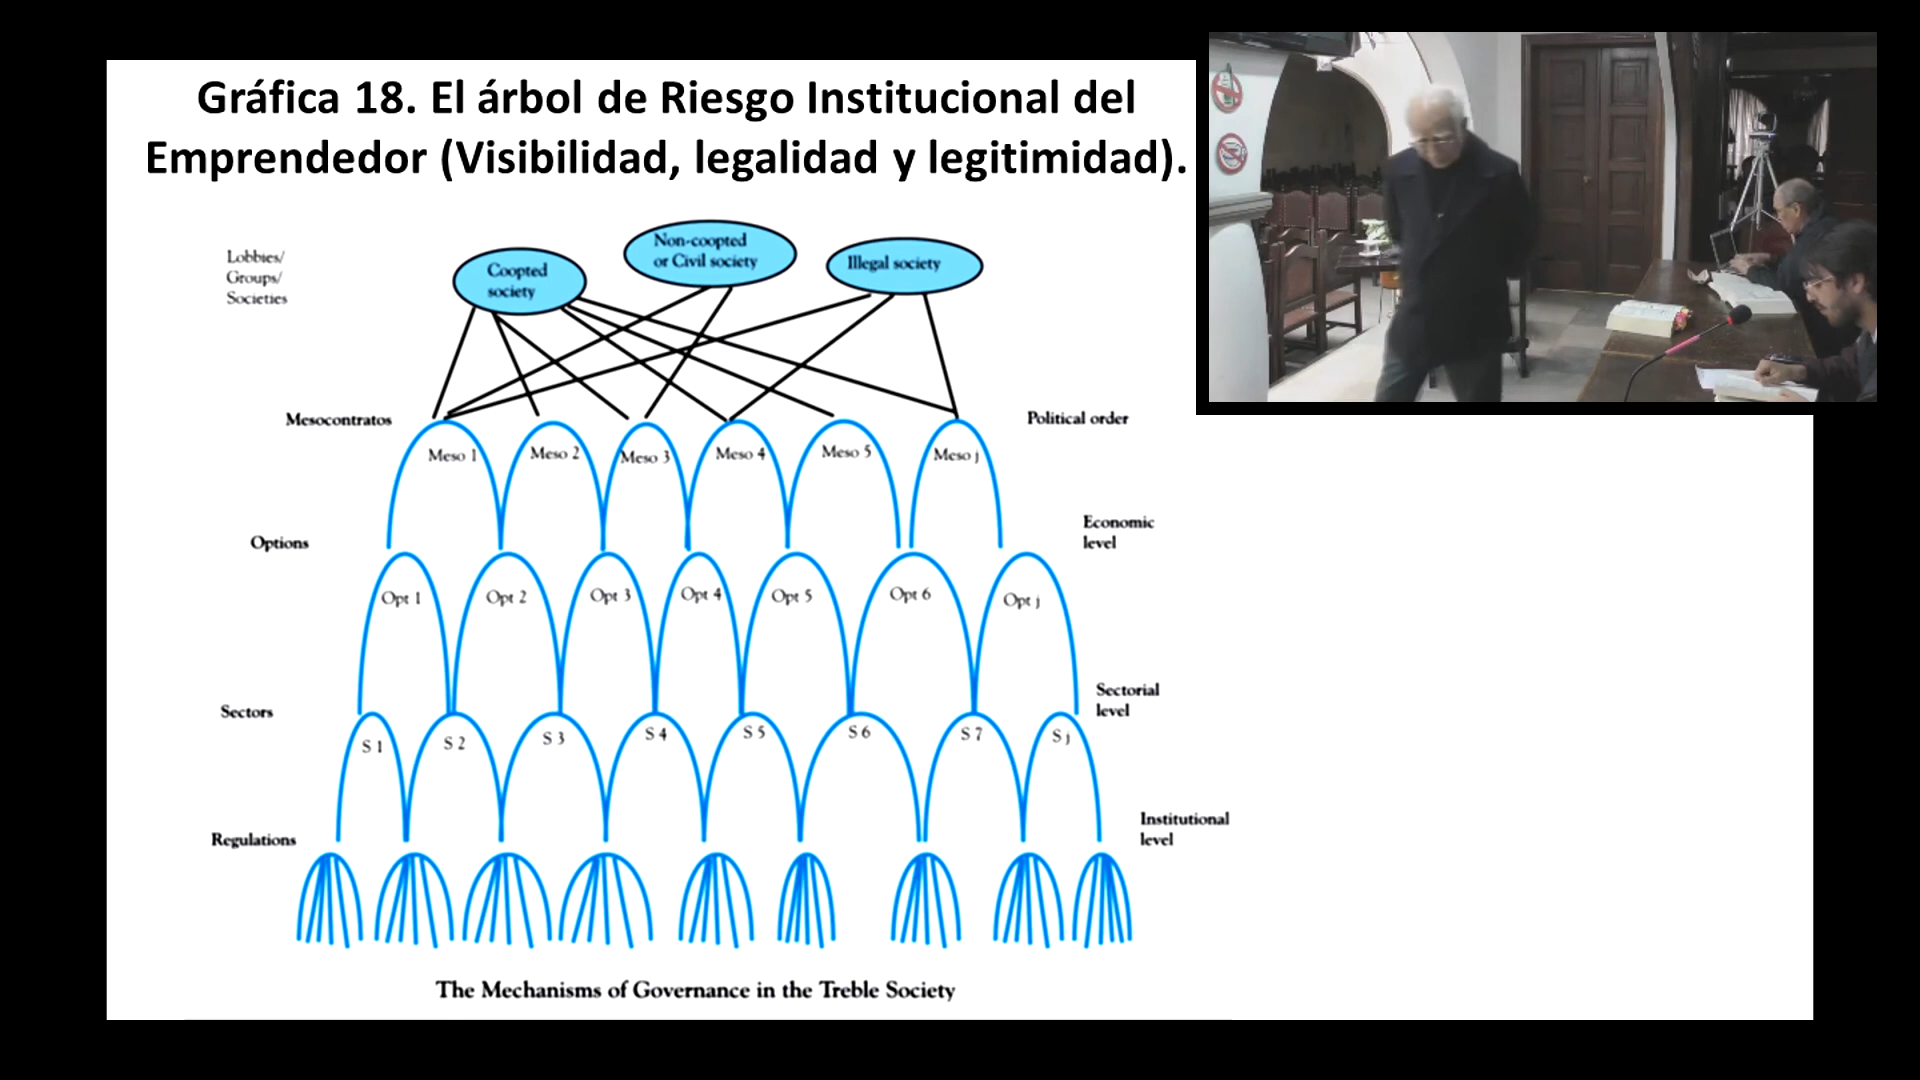 Gráfica 18. El árbol de Riesgo Institucional del
Emprendedor (Visibilidad, legalidad y legitimidad).
Lobbies/
Groups/
Societies
Coopted
society
Non-coopted
or Civil society
Illegal society
Mesocontratos
Political order
Meso 1
Meso 2
Meso 3
Meso 4
Meso 5
Meso j
Options
Economic
level
Opt 1
Opt 2
Opt 3
Opt 4
Opt 5
Opt 6
Opt j
Sectors
Sectorial
level
S 1
S 2
S 3
S 4
S 5
S 6
S 7
S j
Regulations
Institutional
level
The Mechanisms of Governance in the Treble Society